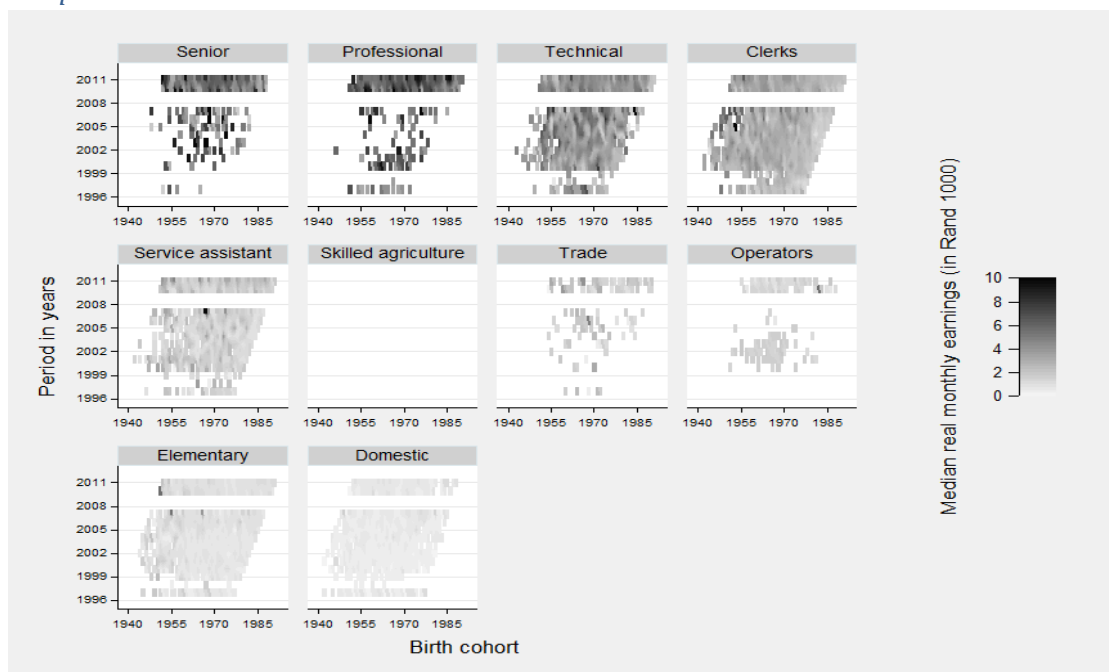 Senior Professional Technical Clerks
2011
2008
2005
2002
1999
1996
1940 1955 1970 1985 1940 1955 1970 1985 1940 1955 1970 1985 1940 1955 1970 1985
Service assistant Skilled agriculture Trade Operators
2011
2008
2005
2002
1999
1996
1940 1955 1970 1985 1940 1955 1970 1985 1940 1955 1970 1985 1940 1955 1970 1985
Elementary Domestic
2011
2008
2005
2002
1999
1996
1940 1955 1970 1985 1940 1955 1970 1985
Period in years
Birth cohort
Median real monthly earnings (in Rand 1000)
10
8
6
4
2
0